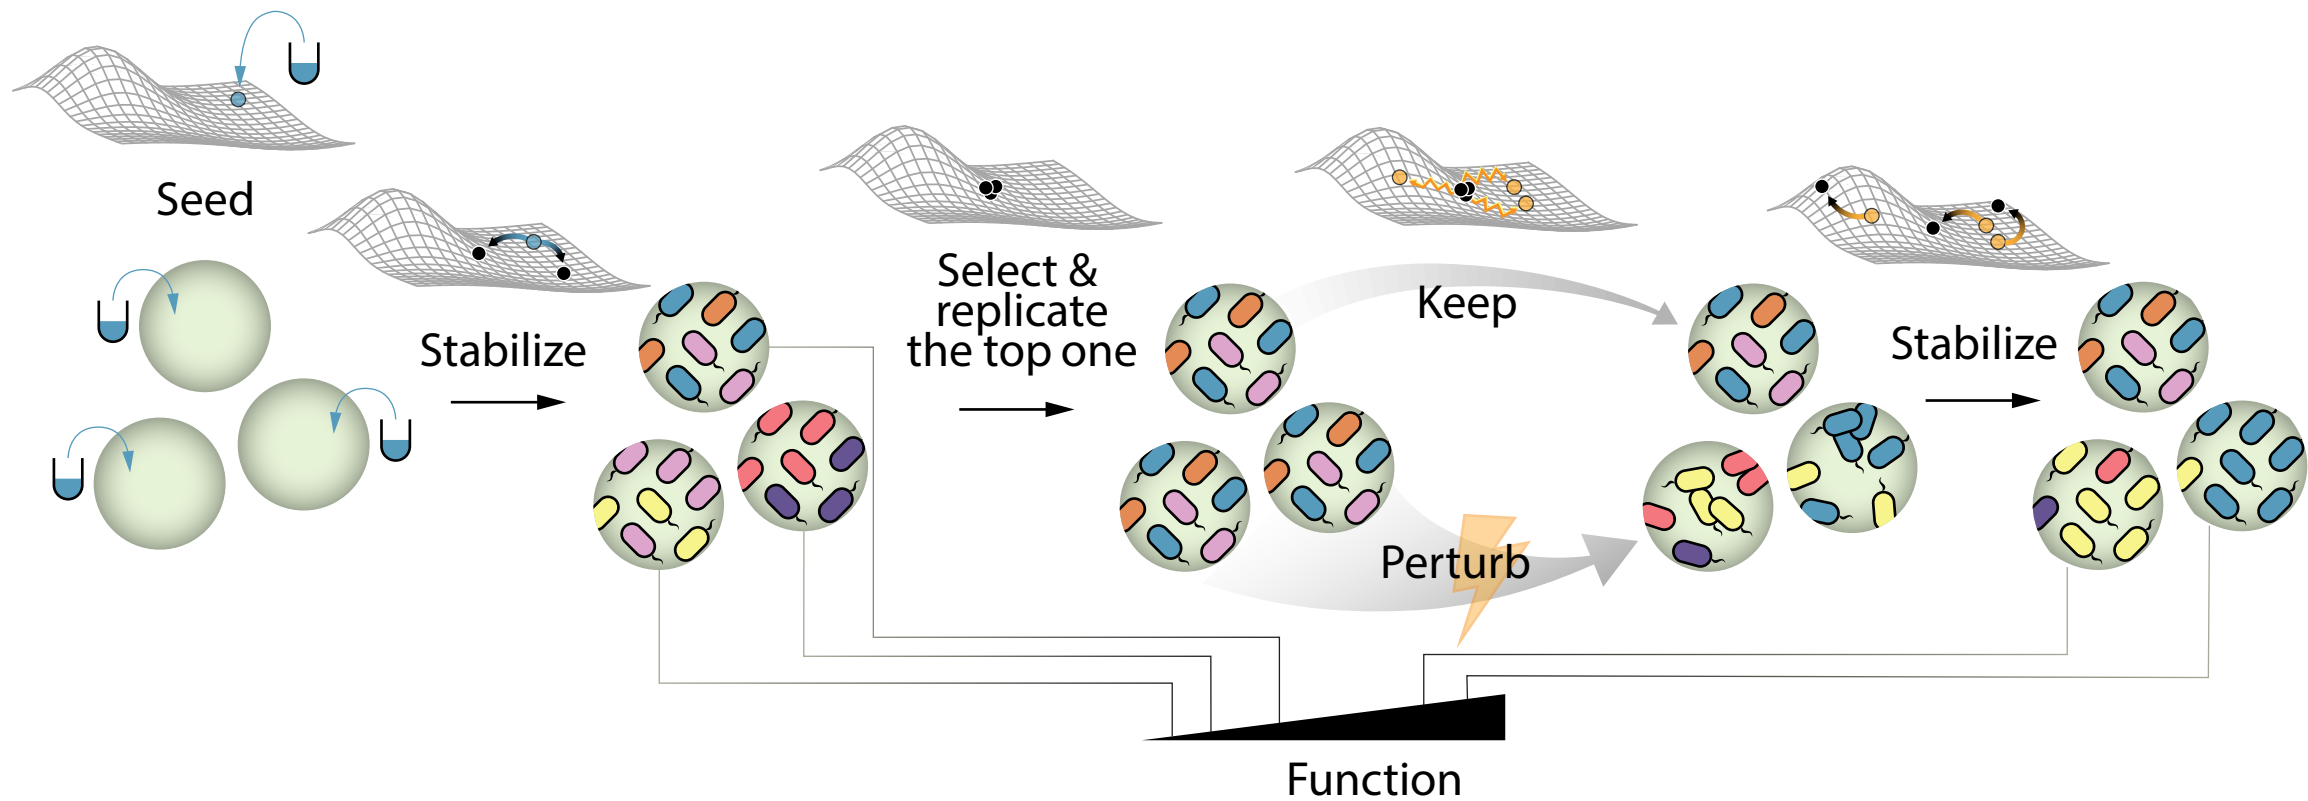 Seed
Stabilize
Select &
replicate
the top one
Keep
Perturb
Stabilize
Function